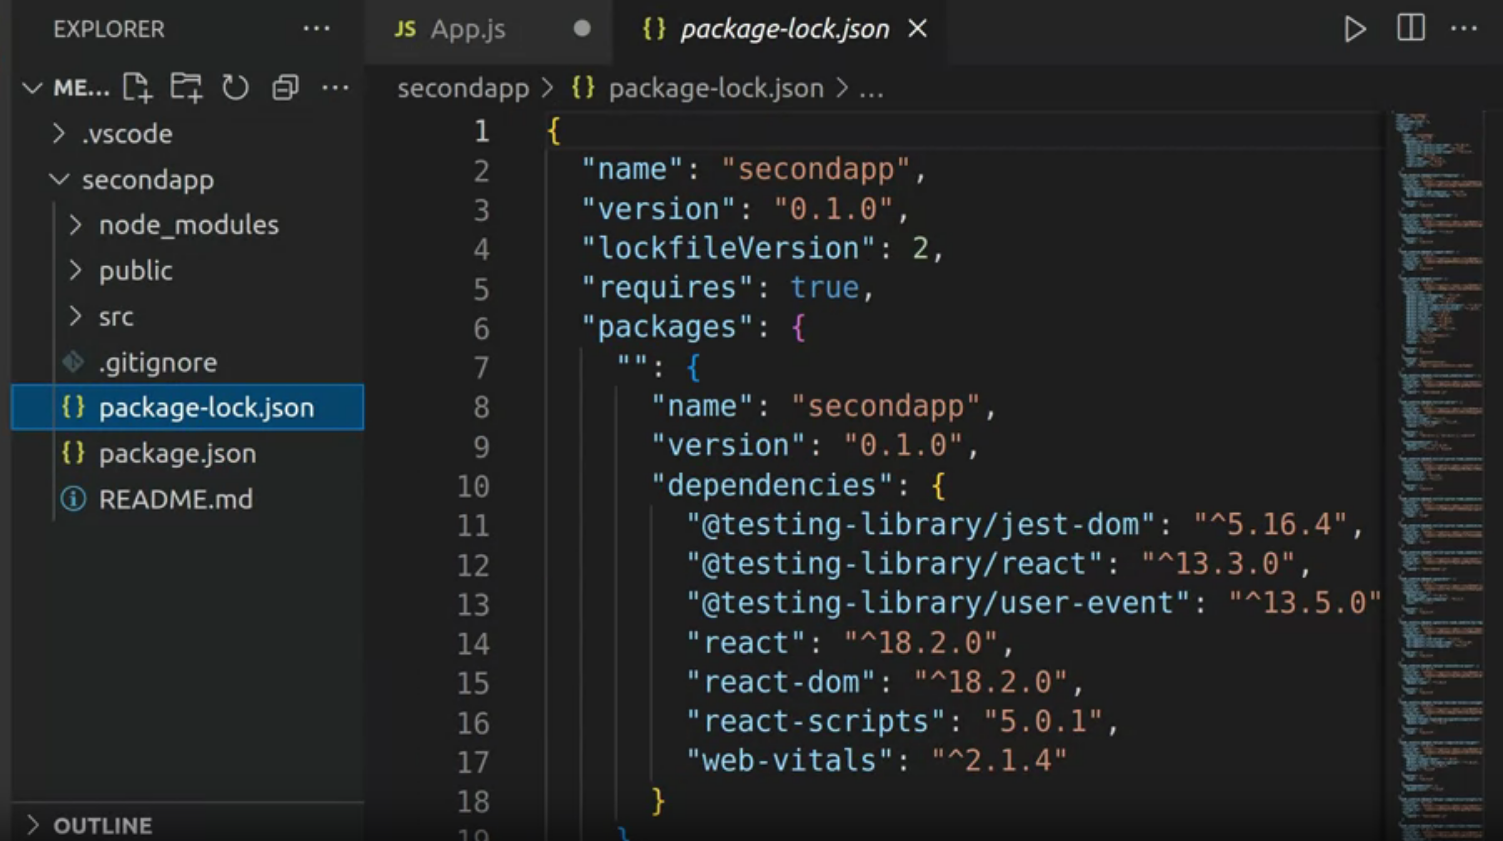 EXPLORER
ME...
.vscode
secondapp
node_modules
public
src
.gitignore
{} package-lock.json
{} package.json
README.md
OUTLINE
JS App.js
{} package-lock.json
secondapp > {} package-lock.json > ...
1 {
2 "name": "secondapp",
3 "version": "0.1.0",
4 "lockfileVersion": 2,
5 "requires": true,
6 "packages": {
7 "": {
8 "name": "secondapp",
9 "version": "0.1.0",
10 "dependencies": {
11 "@testing-library/jest-dom": "^5.16.4",
12 "@testing-library/react": "^13.3.0",
13 "@testing-library/user-event": "^13.5.0"
14 "react": "^18.2.0",
15 "react-dom": "^18.2.0",
16 "react-scripts": "5.0.1",
17 "web-vitals": "^2.1.4"
18 }
19 }